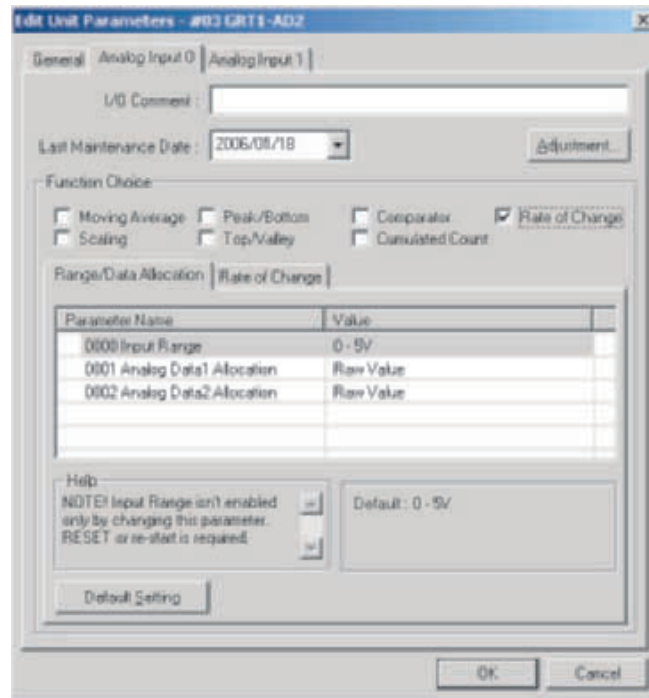 Edit Unit Parameters - #03 GRT1-AD2
General Analog Input 0 Analog Input 1
I/O Comment :
Last Maintenance Date : 2006/01/18 Adjustment...
Function Choice
Moving Average Peak/Bottom Comparator Rate of Change
Scaling Top/Valley Cumulated Count
Range/Data Allocation Rate of Change
Parameter Name Value
0000 Input Range 0 - 5V
0001 Analog Data1 Allocation Raw Value
0002 Analog Data2 Allocation Raw Value
Help
NOTE! Input Range isn't enabled
only by changing this parameter.
RESET or re-start is required.
Default : 0 - 5V
Default Setting
OK Cancel